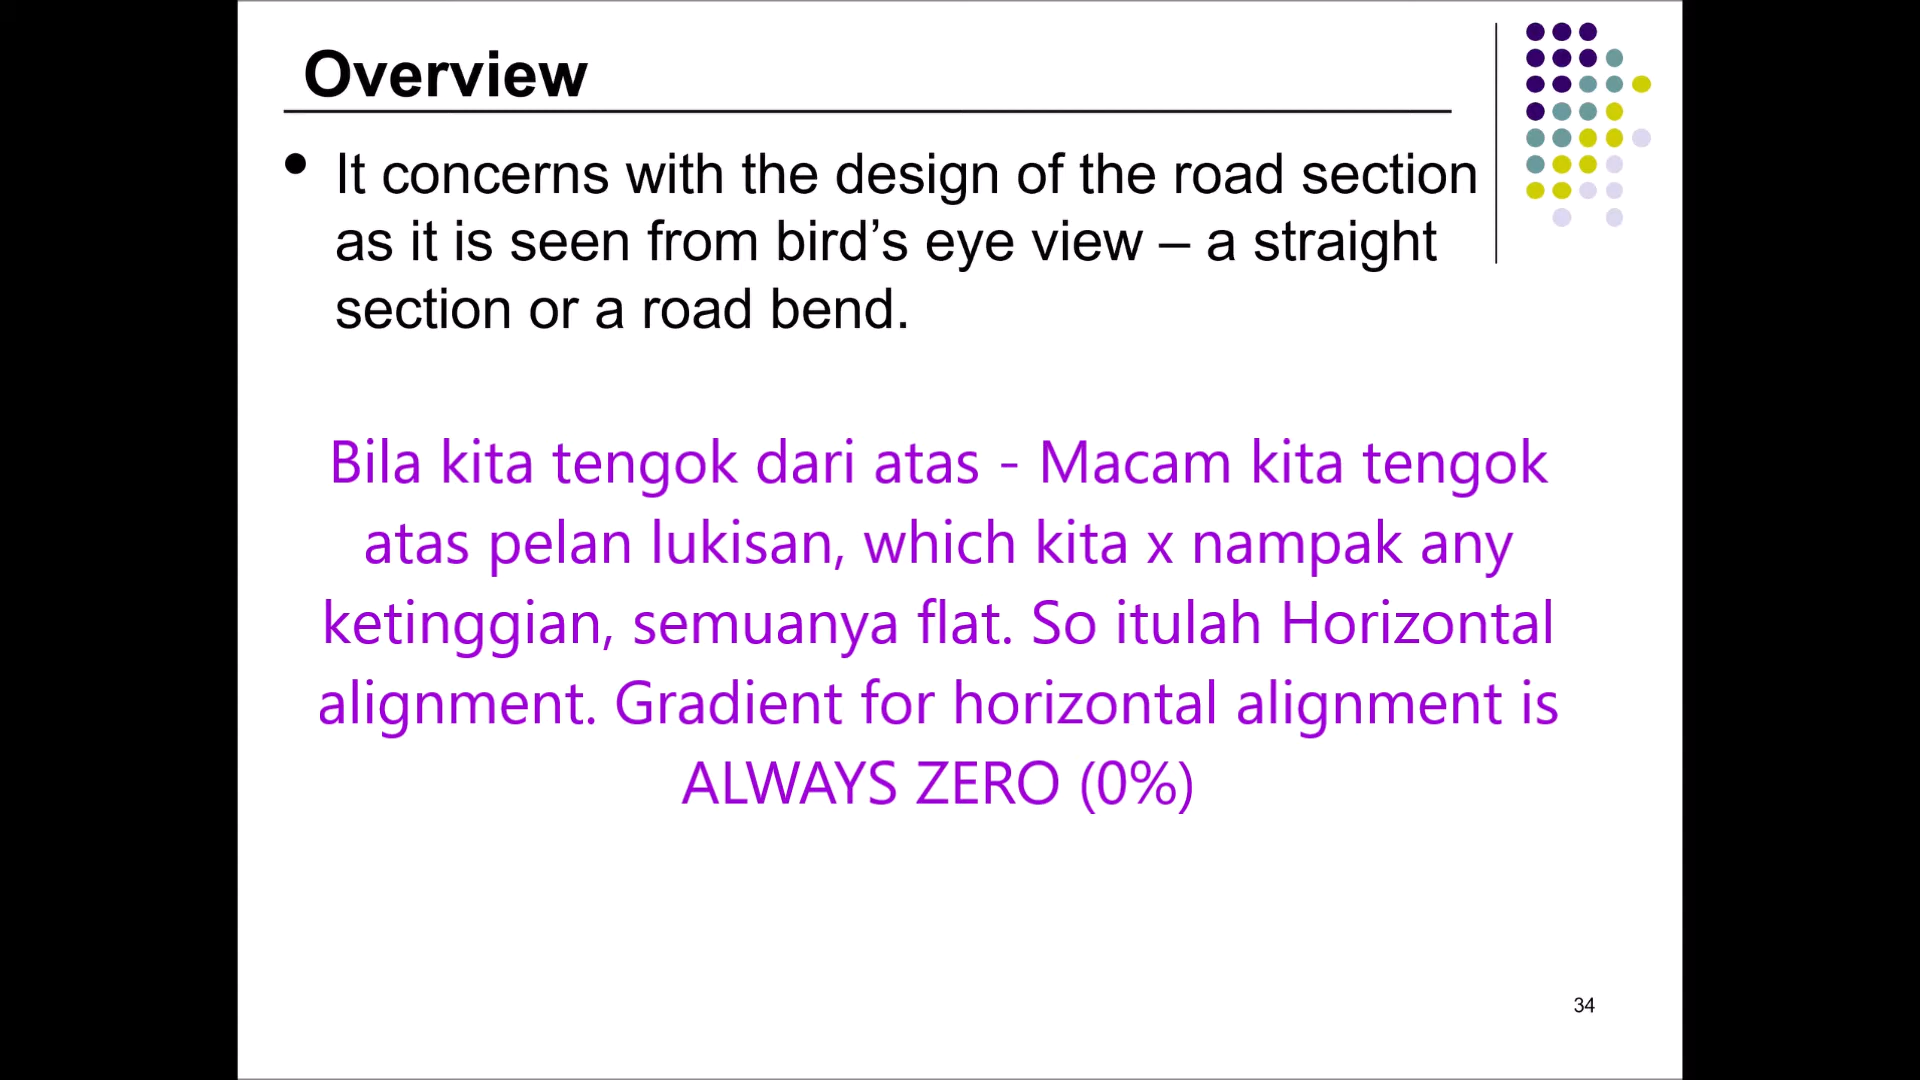 Overview
• It concerns with the design of the road section
as it is seen from bird’s eye view – a straight
section or a road bend.
Bila kita tengok dari atas - Macam kita tengok
atas pelan lukisan, which kita x nampak any
ketinggian, semuanya flat. So itulah Horizontal
alignment. Gradient for horizontal alignment is
ALWAYS ZERO (0%)
34